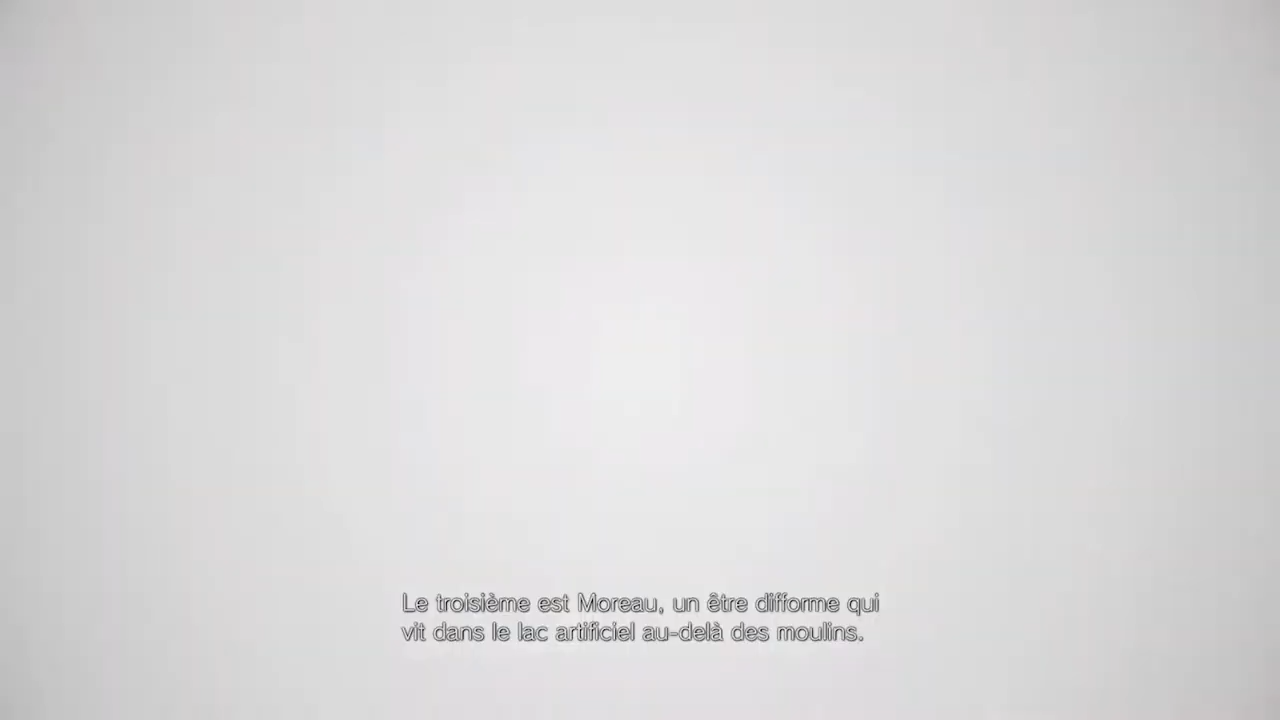 Le troisième est Moreau, un être difforme qui
vit dans le lac artificiel au-delà des moulins.